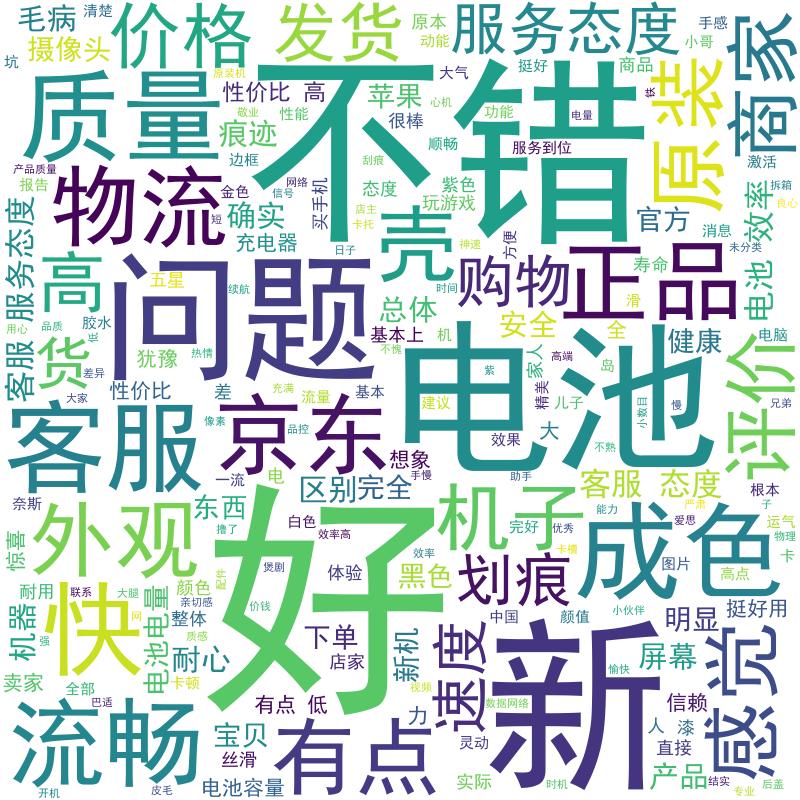 毛病
清楚
价格
发货
原本
动能
服务态度
手感
小哥
商家
坑
摄像头
原装机
性价比 高
苹果
大气
挺好
商品
原装
质量
不错
敬业
性能
心机
功能
电量
铁
痕迹
很棒
顺畅
服务到位
激活
边框
刮痕
产品质量
报告
物流
金色
信号
网络
买手机
店主
卡托
短
态度
紫色
玩游戏
拆箱
良心
客服 服务态度
确实
充电器
壳
官方
消息
电池 效率
方便
日子
神速
未分类
高
问题
五星
续航
购物
正品
时间
寿命
滑
用心
品质
胶水
总体
安全
全
健康
电脑
货
差异
犹豫
热情
基本上
机
不愧
家人
高端
岛
评价
大家
性价比
差
充满
流量
基本
紫
建议
精美
儿子
小数目
慢
兄弟
电池
客服
像素
京东
品控
效果
大
不熟
想象
手慢
一流
电
助手
客服 态度
根本
奈斯
区别
完全
东西
撸了
机子
完好
优秀
能力
严肃
爱思
子
运气
物理
外观
惊喜
白色
效率高
好
成色
卡槽
图片
卡
快
耐用
联系
大腿
颜色
配件
煲剧
体验
黑色
效率
划痕
高点
机器
亲切感
价钱
中国
颜值
小伙伴
明显
挺好用
强
网
质感
整体
电池电量
耐心
下单
店家
新机
速度
新
屏幕
感觉
愉快
卖家
全部
卡顿
巴适
有点 低
力
视频
数据网络
信赖
人
漆
流畅
宝贝
有点
灵动
直接
丝滑
开机
皮毛
电池容量
实际
时机
产品
结实
专业
后盖